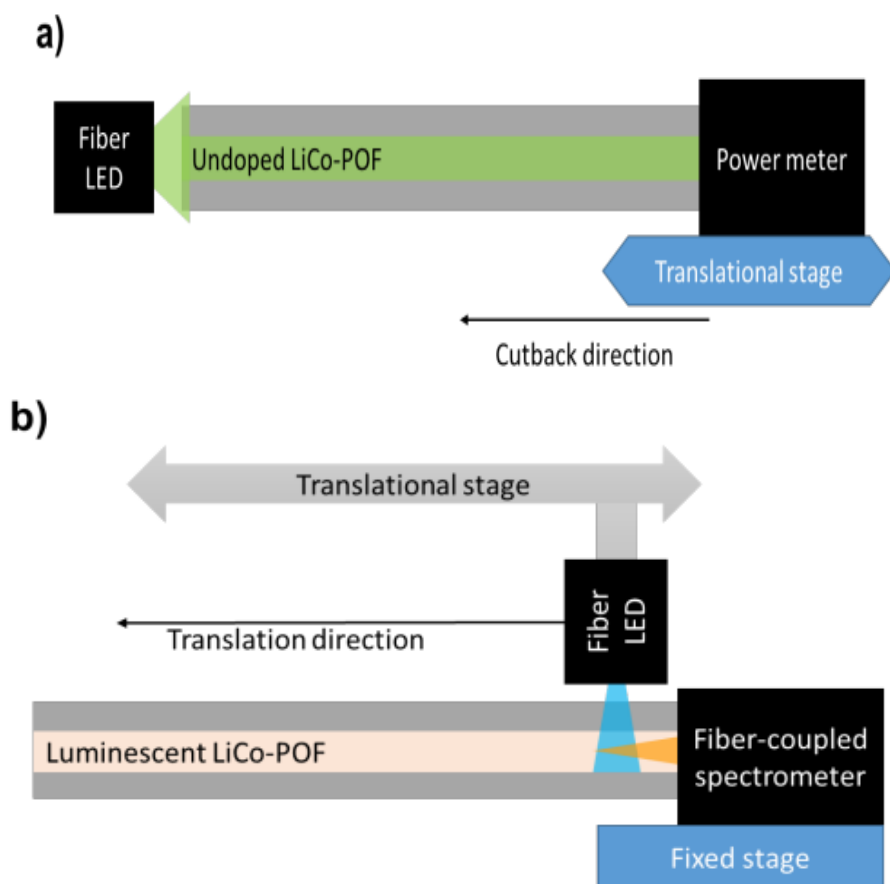 a)
Fiber
LED
Undoped LiCo-POF
Power meter
Translational stage
Cutback direction
b)
Translational stage
Fiber
LED
Translation direction
Luminescent LiCo-POF
Fiber-coupled
spectrometer
Fixed stage